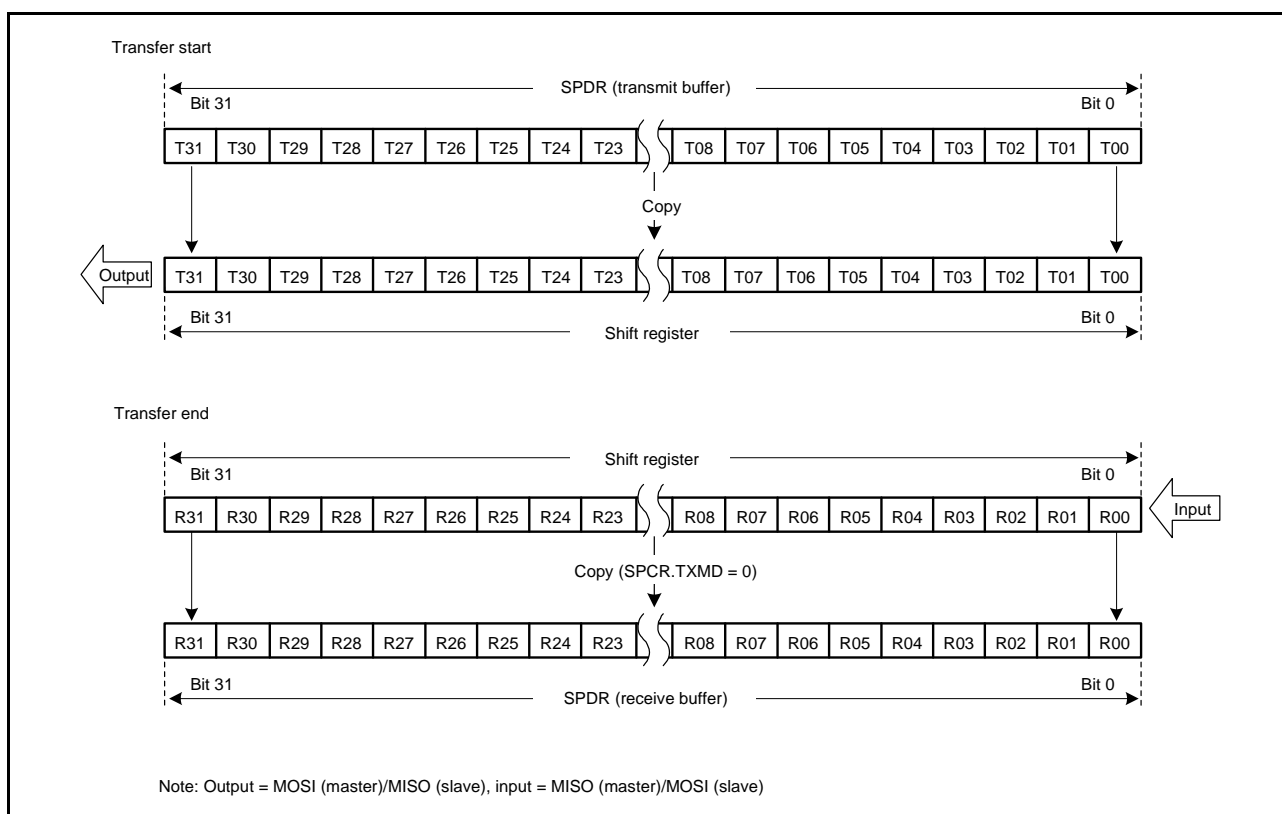 Transfer start
SPDR (transmit buffer)
Bit 31 Bit 0
T31 T30 T29 T28 T27 T26 T25 T24 T23 T08 T07 T06 T05 T04 T03 T02 T01 T00
Copy
Output T31 T30 T29 T28 T27 T26 T25 T24 T23 T08 T07 T06 T05 T04 T03 T02 T01 T00
Bit 31 Bit 0
Shift register
Transfer end
Shift register
Bit 31 Bit 0
R31 R30 R29 R28 R27 R26 R25 R24 R23 R08 R07 R06 R05 R04 R03 R02 R01 R00 Input
Copy (SPCR.TXMD = 0)
R31 R30 R29 R28 R27 R26 R25 R24 R23 R08 R07 R06 R05 R04 R03 R02 R01 R00
Bit 31 Bit 0
SPDR (receive buffer)
Note: Output = MOSI (master)/MISO (slave), input = MISO (master)/MOSI (slave)